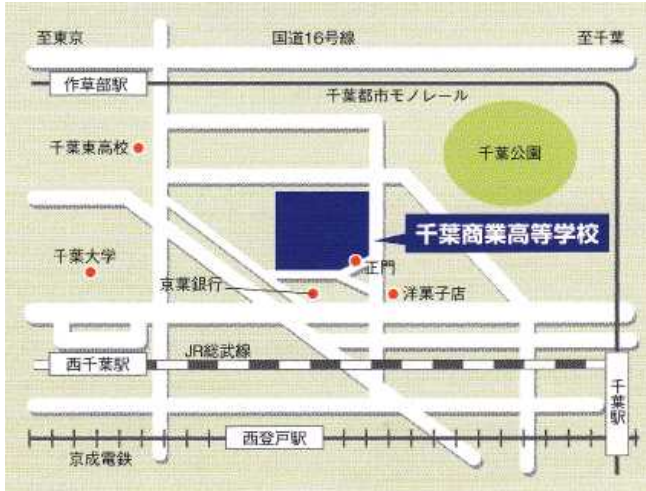 至東京
国道16号線
至千葉
作草部駅
千葉都市モノレール
千葉東高校
千葉公園
千葉商業高等学校
千葉大学
正門
京葉銀行
洋菓子店
JR総武線
西千葉駅
千葉駅
西登戸駅
京成電鉄